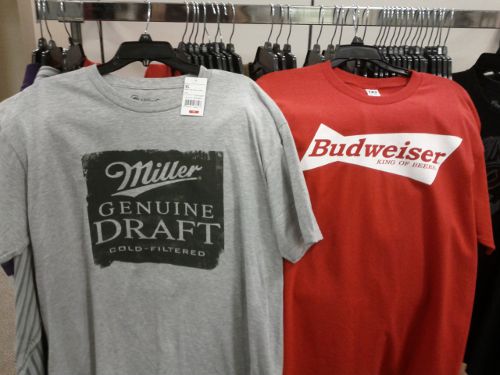 Miller
GENUINE
DRAFT
COLD-FILTERED
Budweiser
KING OF BEERS